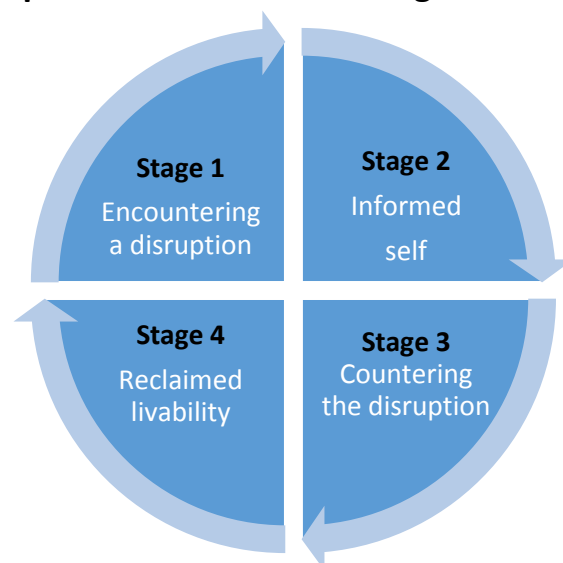 Stage 1
Encountering
a disruption
Stage 2
Informed
self
Stage 3
Countering
the disruption
Stage 4
Reclaimed
livability